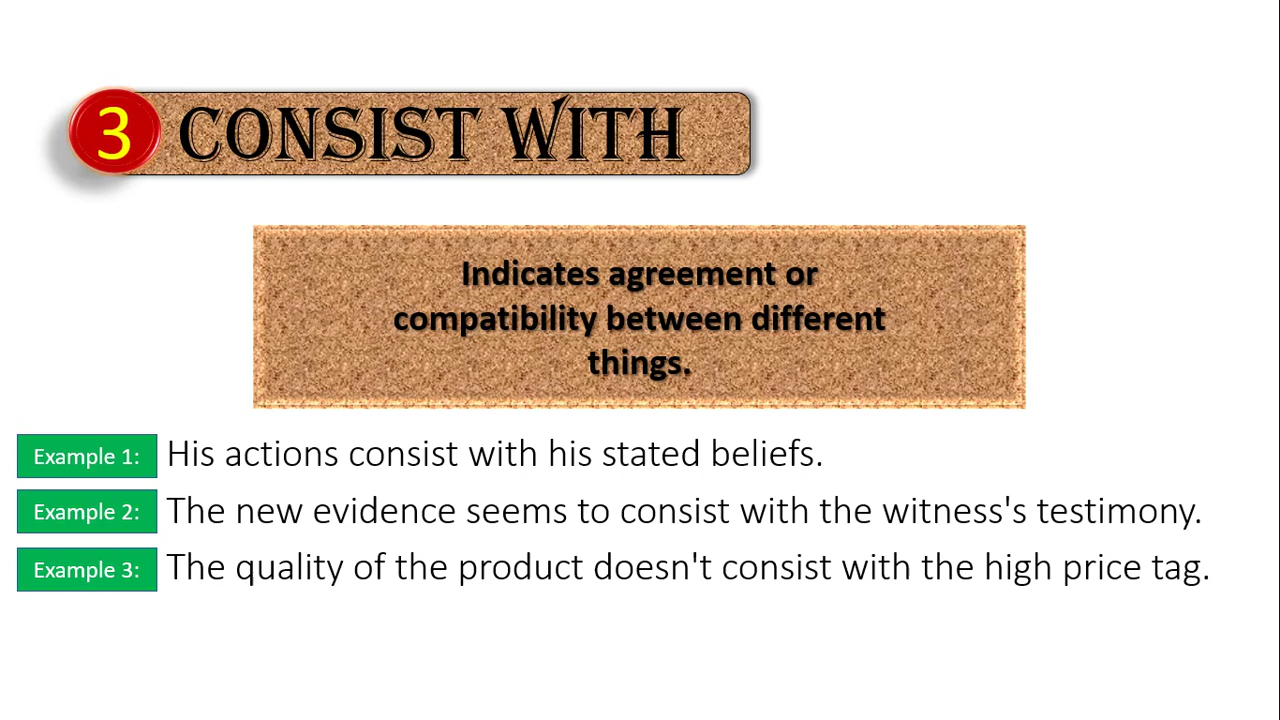 3 CONSIST WITH
Indicates agreement or
compatibility between different
things.
Example 1: His actions consist with his stated beliefs.
Example 2: The new evidence seems to consist with the witness's testimony.
Example 3: The quality of the product doesn't consist with the high price tag.